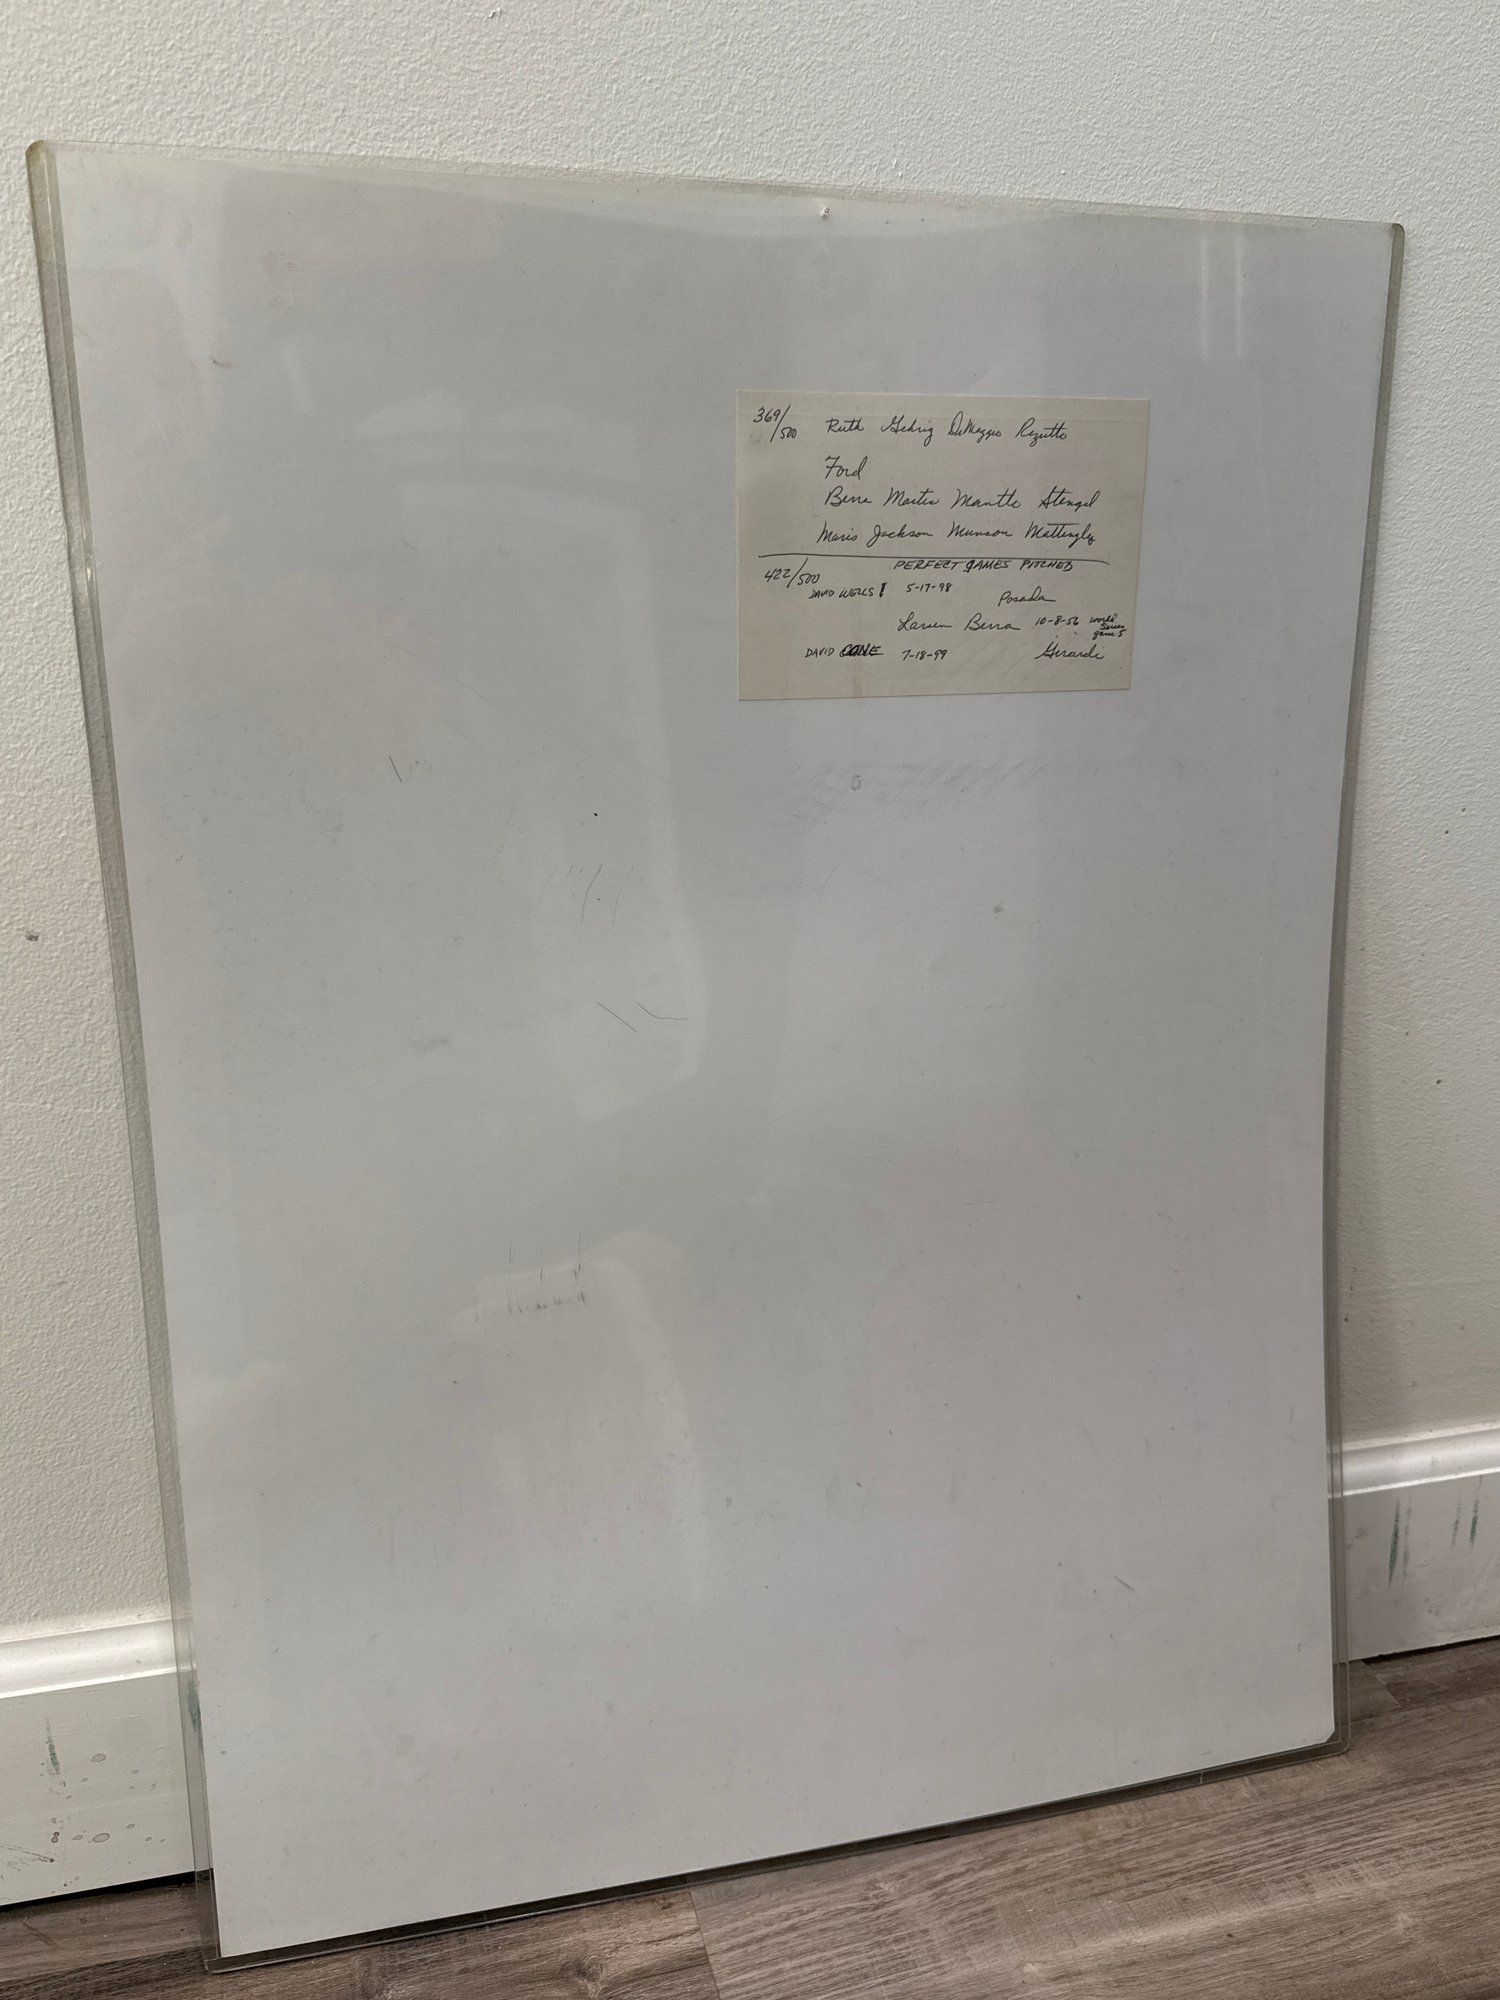 369/500 Ruth Gehrig DiMaggio Rizutto
Ford
Berra Martin Mantle Stengel
Maris Jackson Munson Mattingly
PERFECT GAMES PITCHED
422/500
DAVID WELLS 5-17-98 Posada
Larsen Berra 10-8-56 World Series game 5
DAVID CONE 7-18-99 Girardi